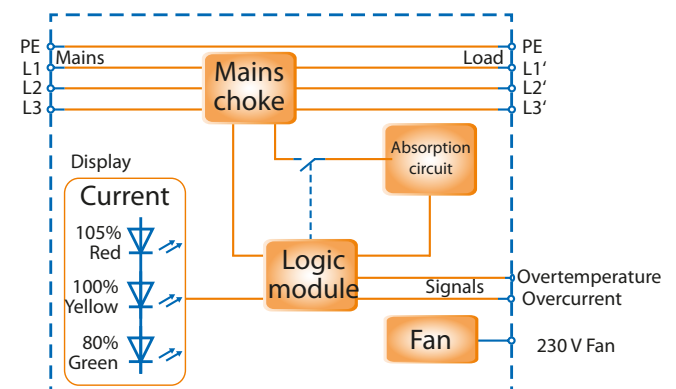 PE
L1
L2
L3
Mains
Mains
choke
Load
PE
L1‘
L2‘
L3‘
Absorption
circuit
Display
Current
105%
Red
100%
Yellow
80%
Green
Logic
module
Signals
Overtemperature
Overcurrent
Fan
230 V Fan